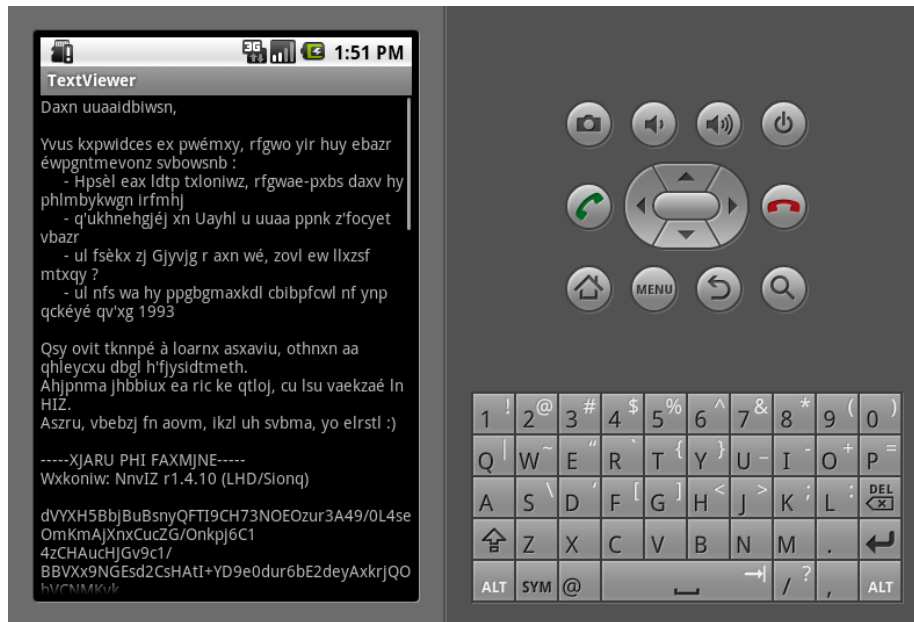 3G 1:51 PM
TextViewer
Daxn uuaaidbiwsn,
Yvus kxpwidces ex pwémxy, rfgwo yir huy ebazr
éwpgntmevonz svbowsnb :
- Hpsèl eax ldtp txloniwz, rfgwae-pxbs daxv hy
phlmbykwgn irfmhj
- q'ukhnehgjéj xn Uayhl u uuaa ppnk z'focyet
vbazr
- ul fsèkx zj Gjyvjg r axn wé, zovl ew llxzsf
mtxqy ?
- ul nfs wa hy ppgbgmaxkdl cbibpfcwl nf ynp
qckéyé qv'xg 1993
Qsy ovit tknnpé à loarnx asxaviu, othnxn aa
qhleycxu dbgl h'fjysidtmeth.
Ahjpnma jhbbiux ea ric ke qtloj, cu lsu vaekzaé ln
HIZ.
Aszru, vbebzj fn aovm, ikzl uh svbma, yo elrstl :)
-----XJARU PHI FAXMJNE-----
Wxkoniw: NnvIZ r1.4.10 (LHD/Sionq)
dVYXH5BbjBuBsnyQFTI9CH73NOEOzur3A49/0L4se
OmKmAjXnxCucZG/Onkpj6C1
4zCHAucHJGv9c1/
BBVXx9NGEsd2CsHAtI+YD9e0dur6bE2deyAxkrjQO
hVCNMKyk
MENU
1 ! 2 @ 3 # 4 $ 5 % 6 ^ 7 & 8 * 9 ( 0 )
Q | W ~ E " R ` T { Y } U _ I - O + P =
A S \ D ' F [ G ] H < J > K ; L : DEL
Z X C V B N M .
ALT SYM @ / ? , ALT